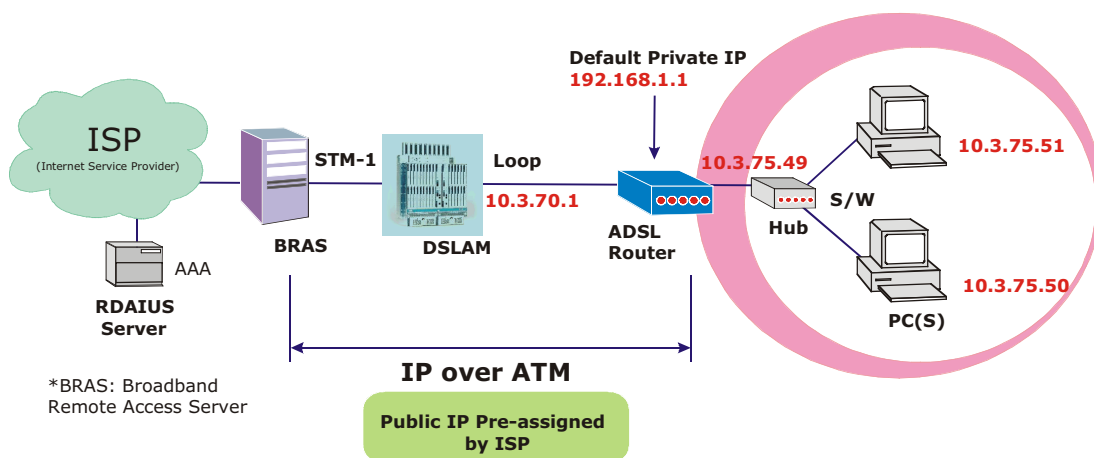 Default Private IP
192.168.1.1
ISP
(Internet Service Provider)
STM-1
Loop
10.3.70.1
10.3.75.49
10.3.75.51
S/W
Hub
BRAS
DSLAM
ADSL
Router
AAA
RDAIUS
Server
10.3.75.50
PC(S)
IP over ATM
*BRAS: Broadband
Remote Access Server
Public IP Pre-assigned
by ISP